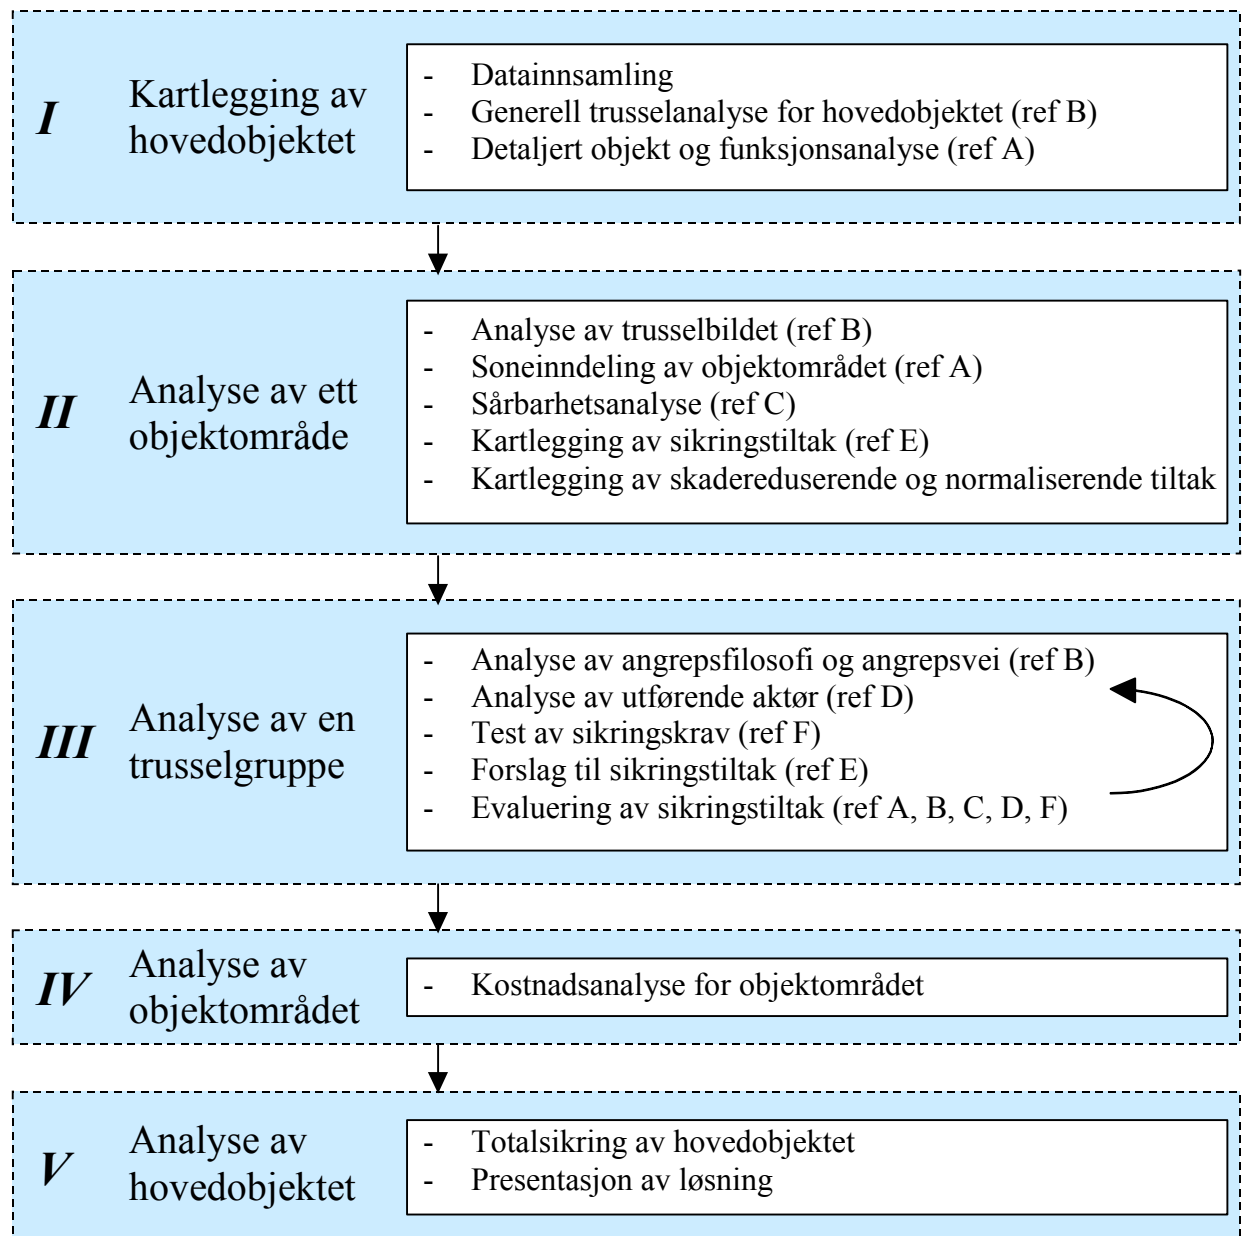 I
Kartlegging av
hovedobjektet
- Datainnsamling
- Generell trusselanalyse for hovedobjektet (ref B)
- Detaljert objekt og funksjonsanalyse (ref A)
II
Analyse av ett
objektområde
- Analyse av trusselbildet (ref B)
- Soneinndeling av objektområdet (ref A)
- Sårbarhetsanalyse (ref C)
- Kartlegging av sikringstiltak (ref E)
- Kartlegging av skadereduserende og normaliserende tiltak
III
Analyse av en
trusselgruppe
- Analyse av angrepsfilosofi og angrepsvei (ref B)
- Analyse av utførende aktør (ref D)
- Test av sikringskrav (ref F)
- Forslag til sikringstiltak (ref E)
- Evaluering av sikringstiltak (ref A, B, C, D, F)
IV
Analyse av
objektområdet
- Kostnadsanalyse for objektområdet
V
Analyse av
hovedobjektet
- Totalsikring av hovedobjektet
- Presentasjon av løsning